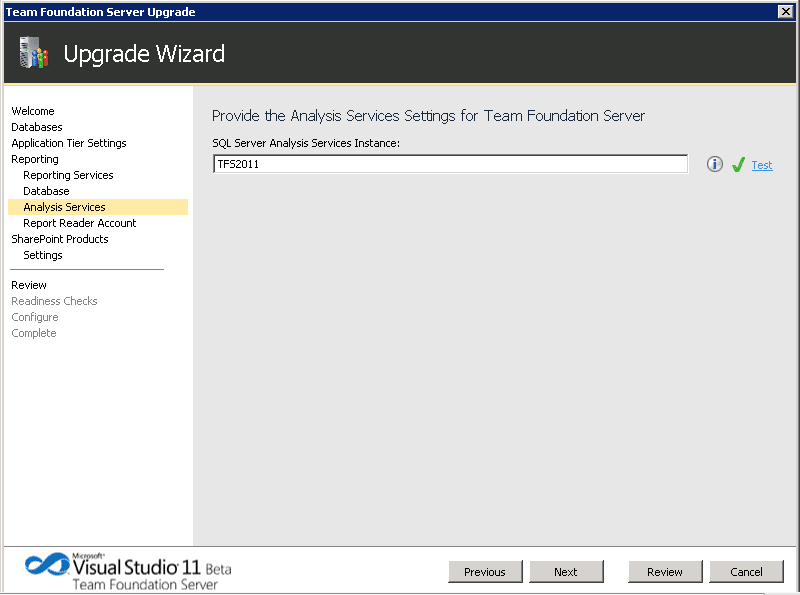 Team Foundation Server Upgrade
Upgrade Wizard
Welcome
Databases
Application Tier Settings
Reporting
Reporting Services
Database
Analysis Services
Report Reader Account
SharePoint Products
Settings
Review
Readiness Checks
Configure
Complete
Provide the Analysis Services Settings for Team Foundation Server
SQL Server Analysis Services Instance:
TFS2011
Test
Microsoft®
Visual Studio® 11 Beta
Team Foundation Server
Previous
Next
Review
Cancel